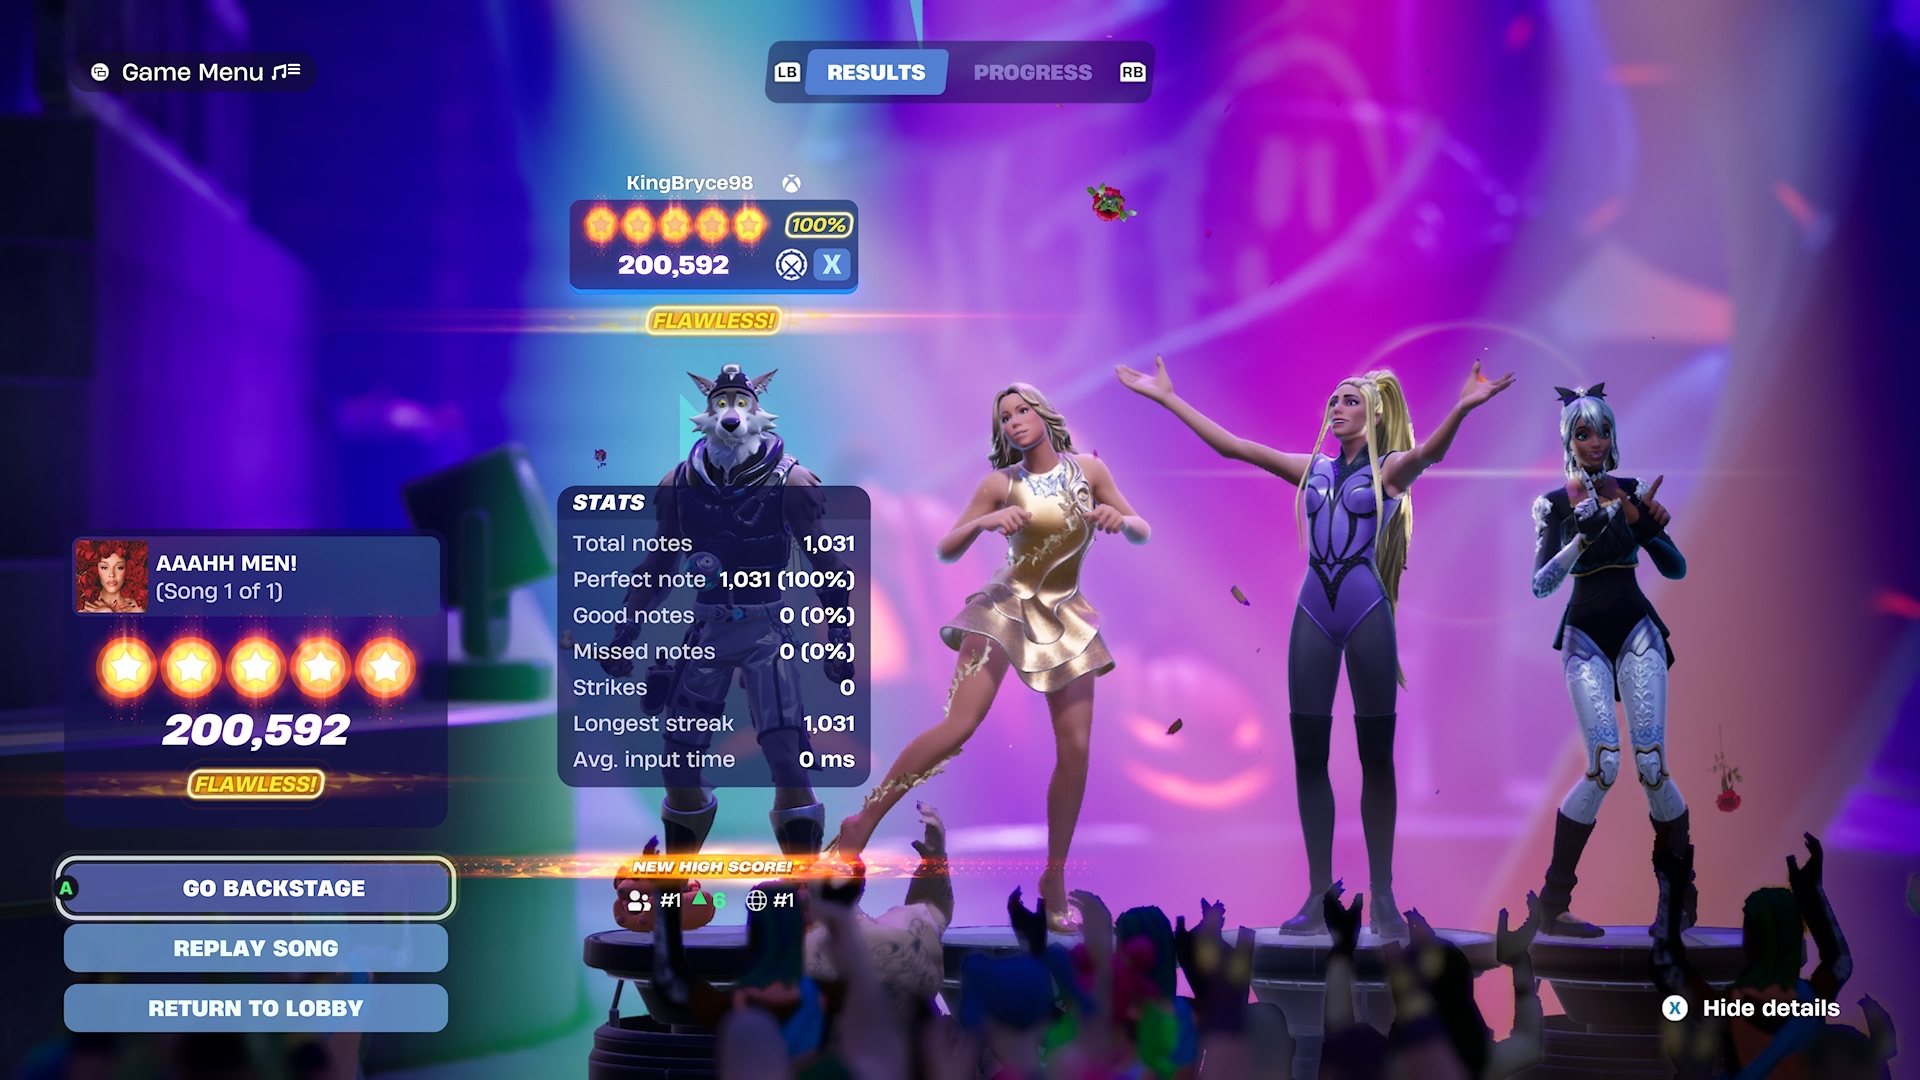 Game Menu
LB RESULTS PROGRESS RB
KingBryce98
100%
200,592 X
FLAWLESS!
STATS
Total notes 1,031
Perfect note 1,031 (100%)
Good notes 0 (0%)
Missed notes 0 (0%)
Strikes 0
Longest streak 1,031
Avg. input time 0 ms
AAAHH MEN!
(Song 1 of 1)
200,592
FLAWLESS!
NEW HIGH SCORE!
#1 6 #1
A GO BACKSTAGE
REPLAY SONG
RETURN TO LOBBY
X Hide details